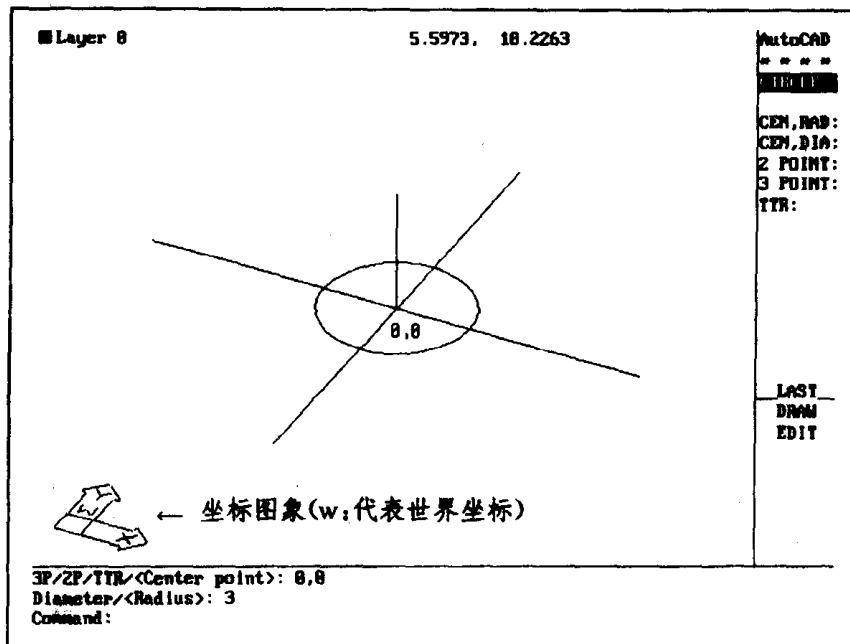 Layer 0
5.5973, 10.2263
AutoCAD
* * * *
CEN,RAD:
CEN,DIA:
2 POINT:
3 POINT:
TTR:
0,0
LAST
DRAW
EDIT
W
Y
X
← 坐标图象(w:代表世界坐标)
3P/2P/TTR/<Center point>: 0,0
Diameter/<Radius>: 3
Command: